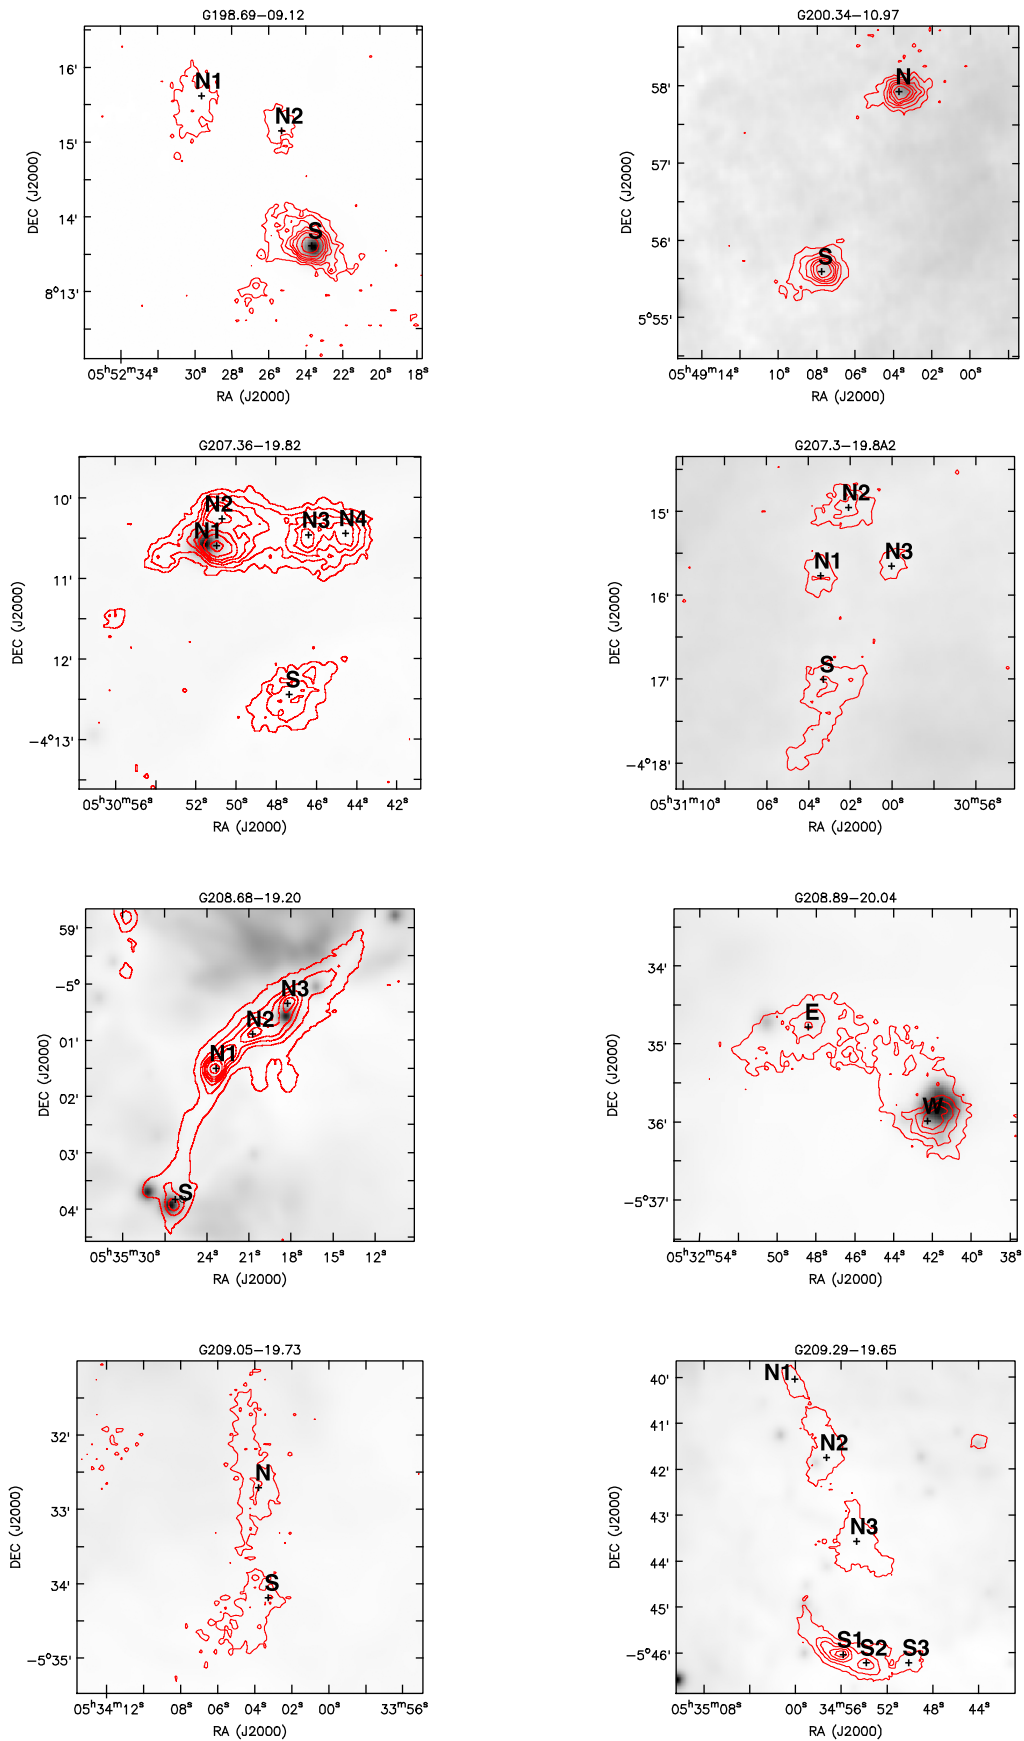 G198.69−09.12
16'
15'
14'
8°13'
DEC (J2000)
N1
N2
S
05ʰ52ᵐ34ˢ 30ˢ 28ˢ 26ˢ 24ˢ 22ˢ 20ˢ 18ˢ
RA (J2000)
G200.34−10.97
58'
57'
56'
5°55'
DEC (J2000)
N
S
05ʰ49ᵐ14ˢ 10ˢ 08ˢ 06ˢ 04ˢ 02ˢ 00ˢ
RA (J2000)
G207.36−19.82
10'
11'
12'
−4°13'
DEC (J2000)
N2
N1
N3
N4
S
05ʰ30ᵐ56ˢ 52ˢ 50ˢ 48ˢ 46ˢ 44ˢ 42ˢ
RA (J2000)
G207.3−19.8A2
15'
16'
17'
−4°18'
DEC (J2000)
N2
N1
N3
S
05ʰ31ᵐ10ˢ 06ˢ 04ˢ 02ˢ 00ˢ 30ᵐ56ˢ
RA (J2000)
G208.68−19.20
59'
−5°
01'
02'
03'
04'
DEC (J2000)
N3
N2
N1
S
05ʰ35ᵐ30ˢ 24ˢ 21ˢ 18ˢ 15ˢ 12ˢ
RA (J2000)
G208.89−20.04
34'
35'
36'
−5°37'
DEC (J2000)
E
W
05ʰ32ᵐ54ˢ 50ˢ 48ˢ 46ˢ 44ˢ 42ˢ 40ˢ 38ˢ
RA (J2000)
G209.05−19.73
32'
33'
34'
−5°35'
DEC (J2000)
N
S
05ʰ34ᵐ12ˢ 08ˢ 06ˢ 04ˢ 02ˢ 00ˢ 33ᵐ56ˢ
RA (J2000)
G209.29−19.65
40'
41'
42'
43'
44'
45'
−5°46'
DEC (J2000)
N1
N2
N3
S1
S2
S3
05ʰ35ᵐ08ˢ 00ˢ 34ᵐ56ˢ 52ˢ 48ˢ 44ˢ
RA (J2000)